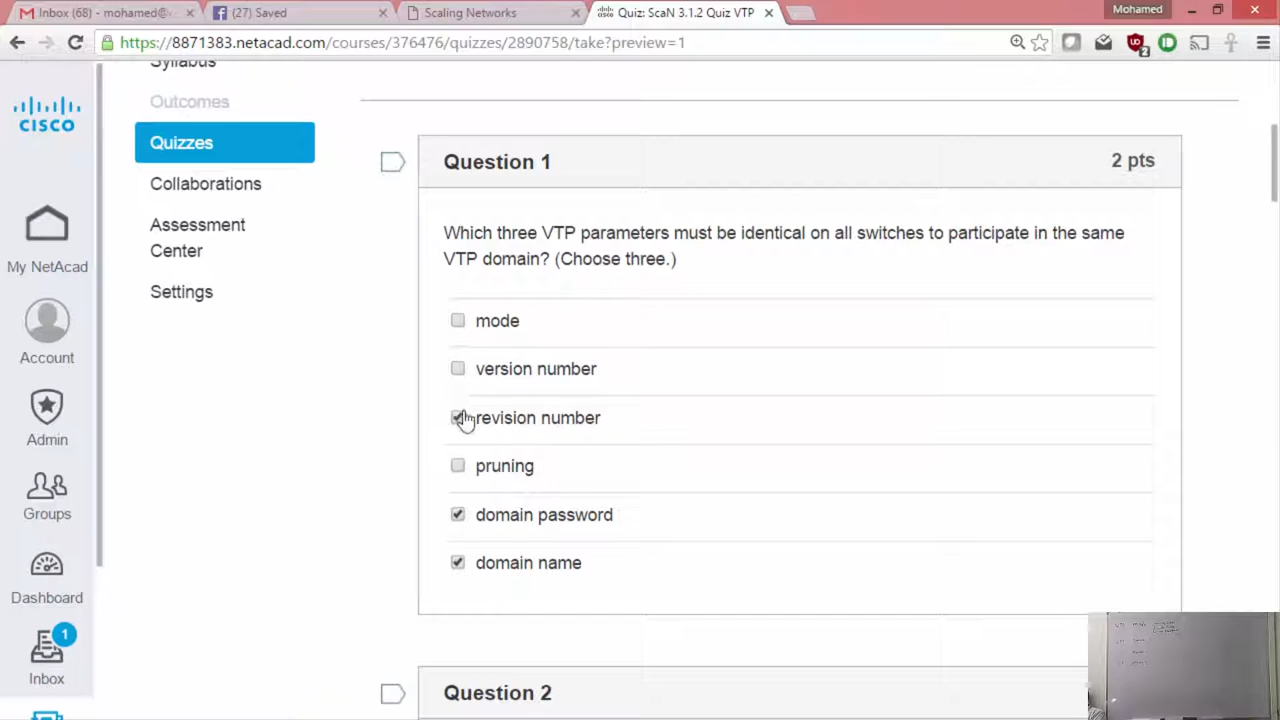 Inbox (68) - mohamed@
(27) Saved
Scaling Networks
Quiz: ScaN 3.1.2 Quiz VTP
Mohamed
https://8871383.netacad.com/courses/376476/quizzes/2890758/take?preview=1
CISCO
My NetAcad
Account
Admin
Groups
Dashboard
1
Inbox
Syllabus
Outcomes
Quizzes
Collaborations
Assessment
Center
Settings
Question 1
2 pts
Which three VTP parameters must be identical on all switches to participate in the same
VTP domain? (Choose three.)
mode
version number
revision number
pruning
domain password
domain name
Question 2